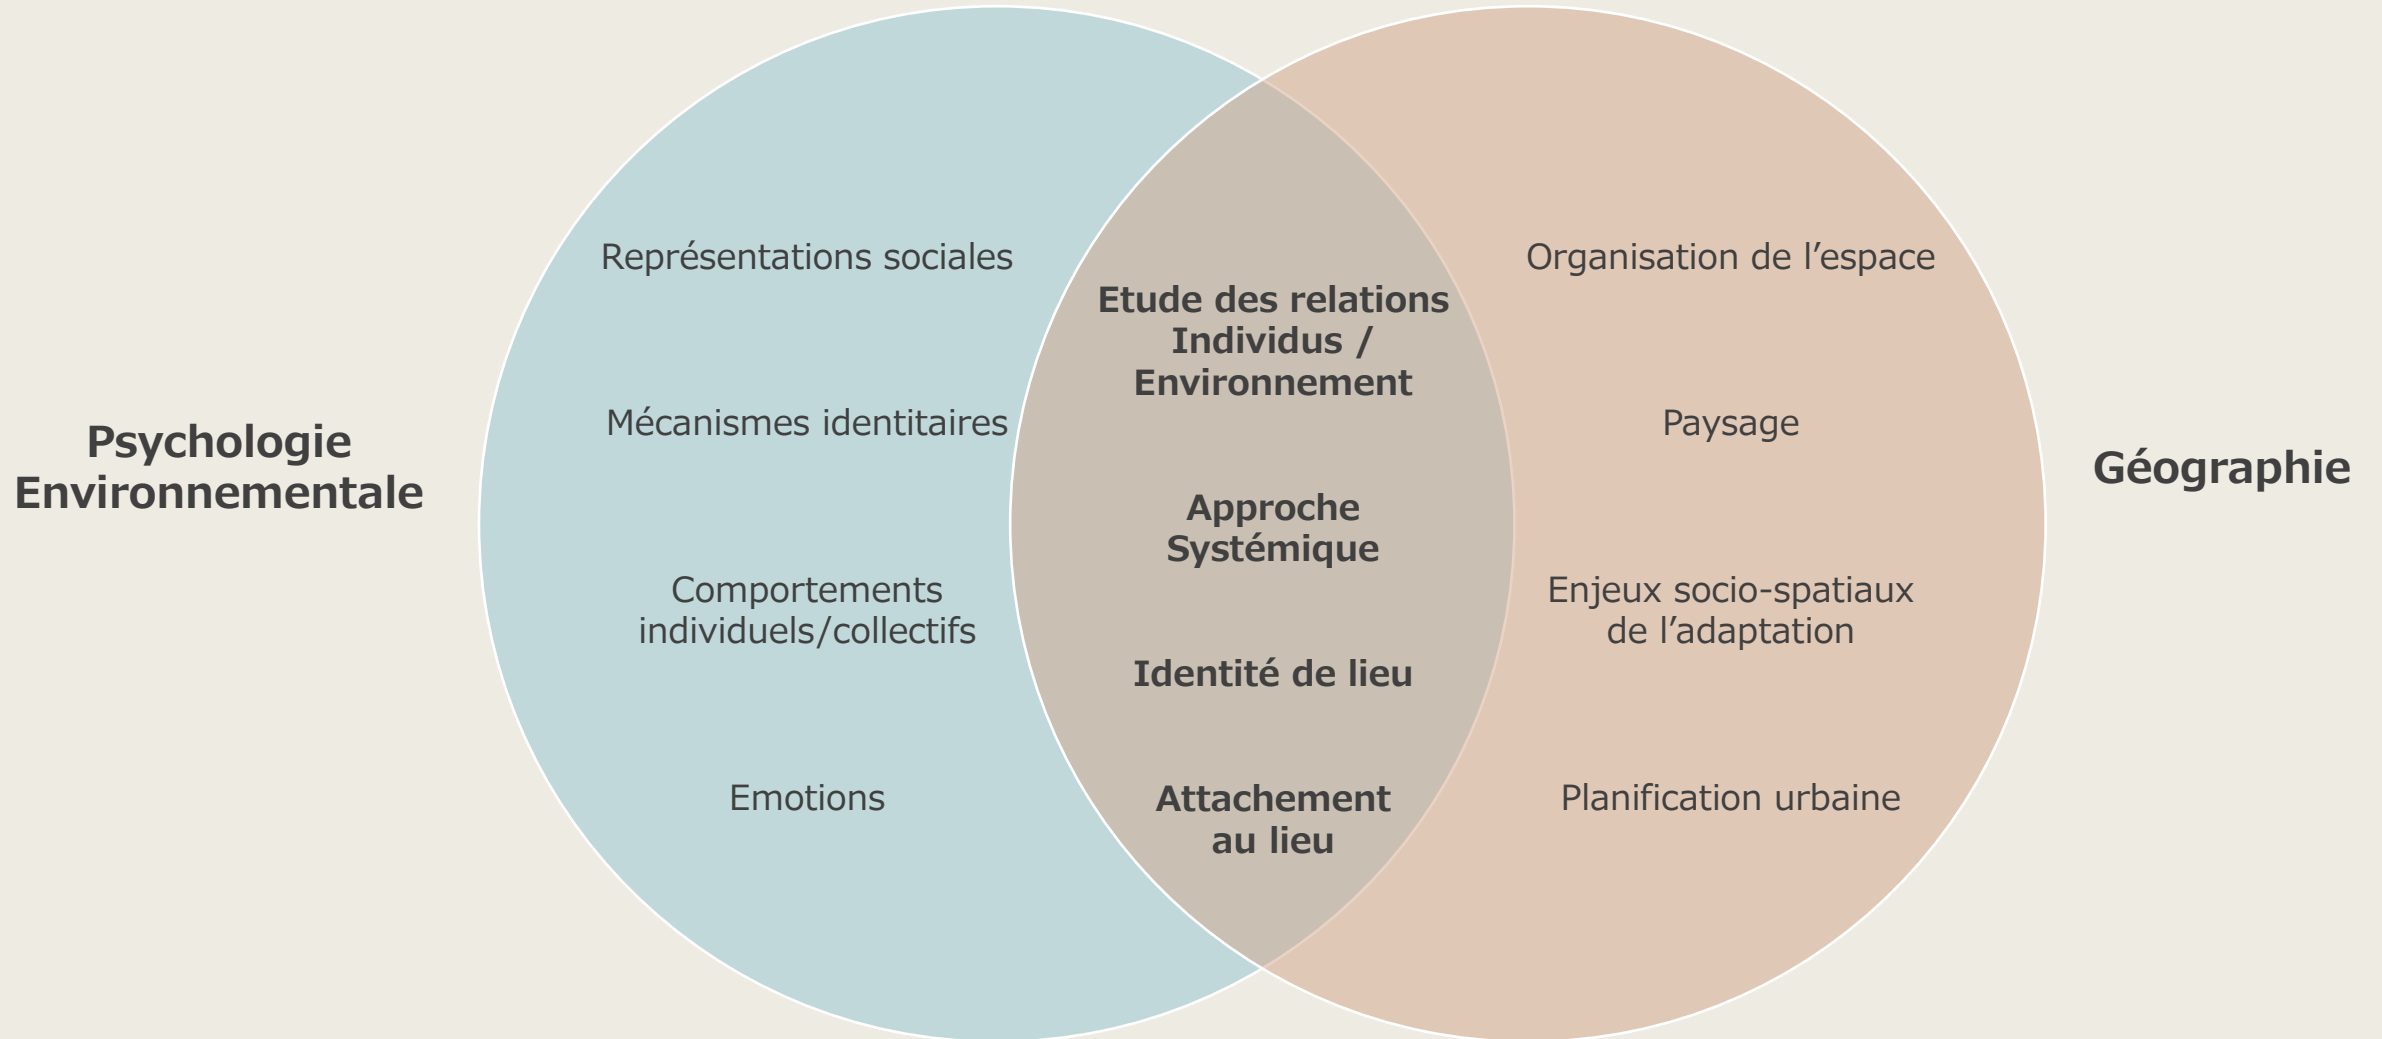 Psychologie
Environnementale
Représentations sociales
Mécanismes identitaires
Comportements
individuels/collectifs
Emotions
Etude des relations
Individus /
Environnement
Approche
Systémique
Identité de lieu
Attachement
au lieu
Organisation de l’espace
Paysage
Enjeux socio-spatiaux
de l’adaptation
Planification urbaine
Géographie